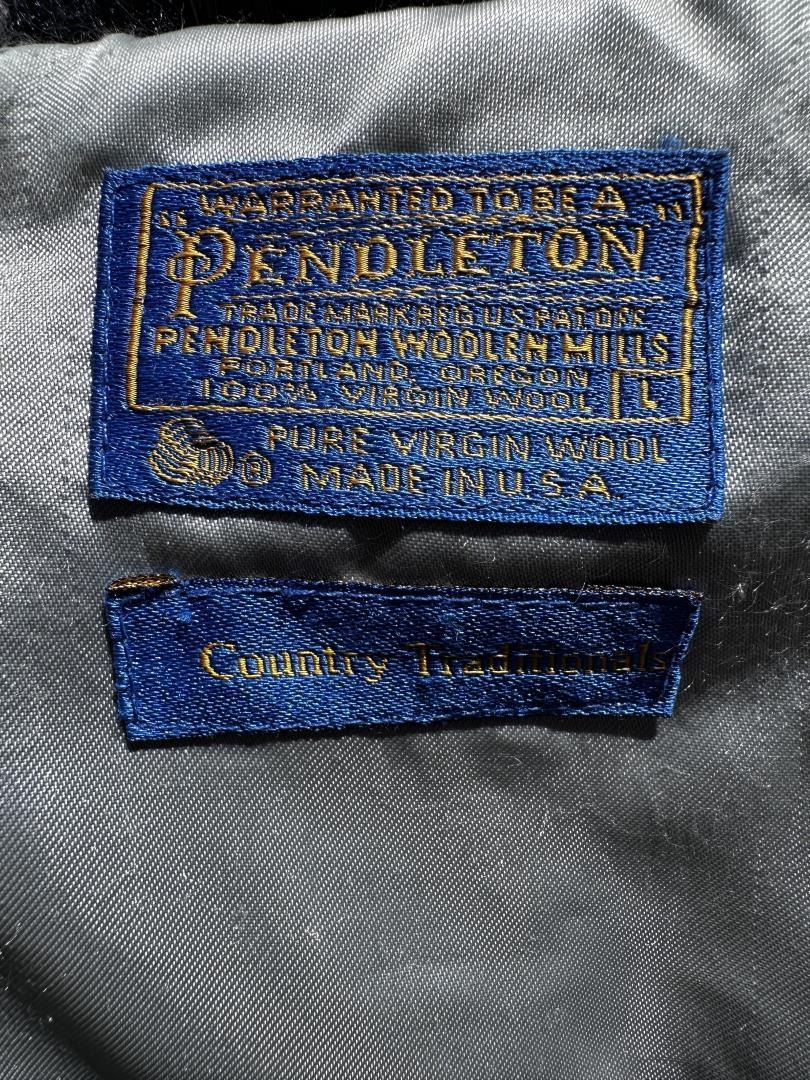 "WARRANTED TO BE A
PENDLETON"
TRADE MARK REG U.S. PAT OFF
PENDLETON WOOLEN MILLS
PORTLAND, OREGON
100% VIRGIN WOOL L
® PURE VIRGIN WOOL
MADE IN U.S.A.
Country Traditionals